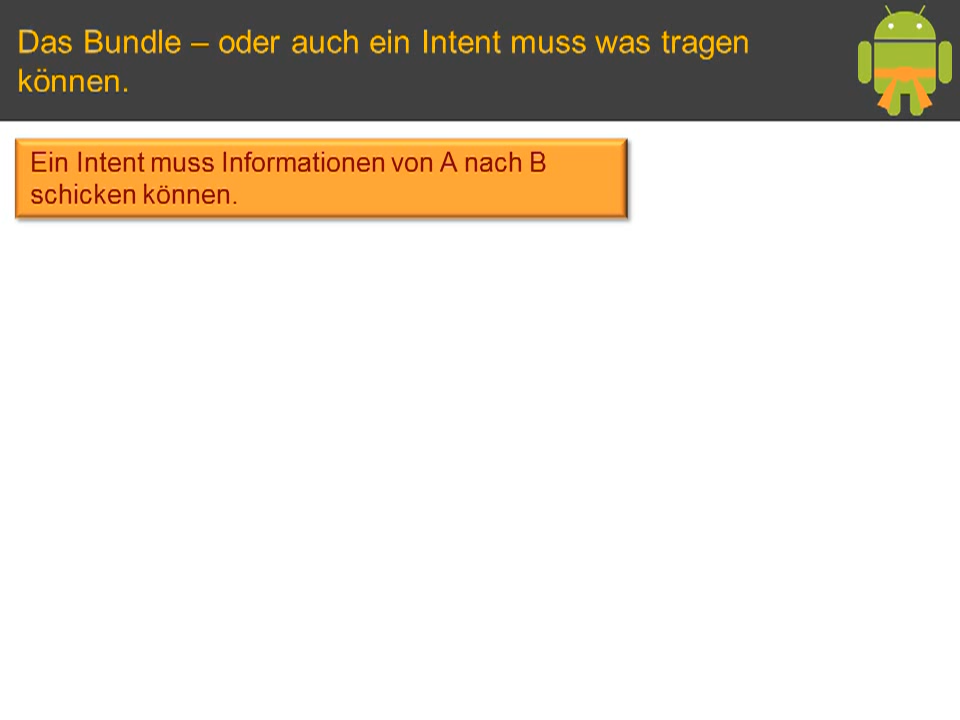 Das Bundle – oder auch ein Intent muss was tragen
können.
Ein Intent muss Informationen von A nach B
schicken können.